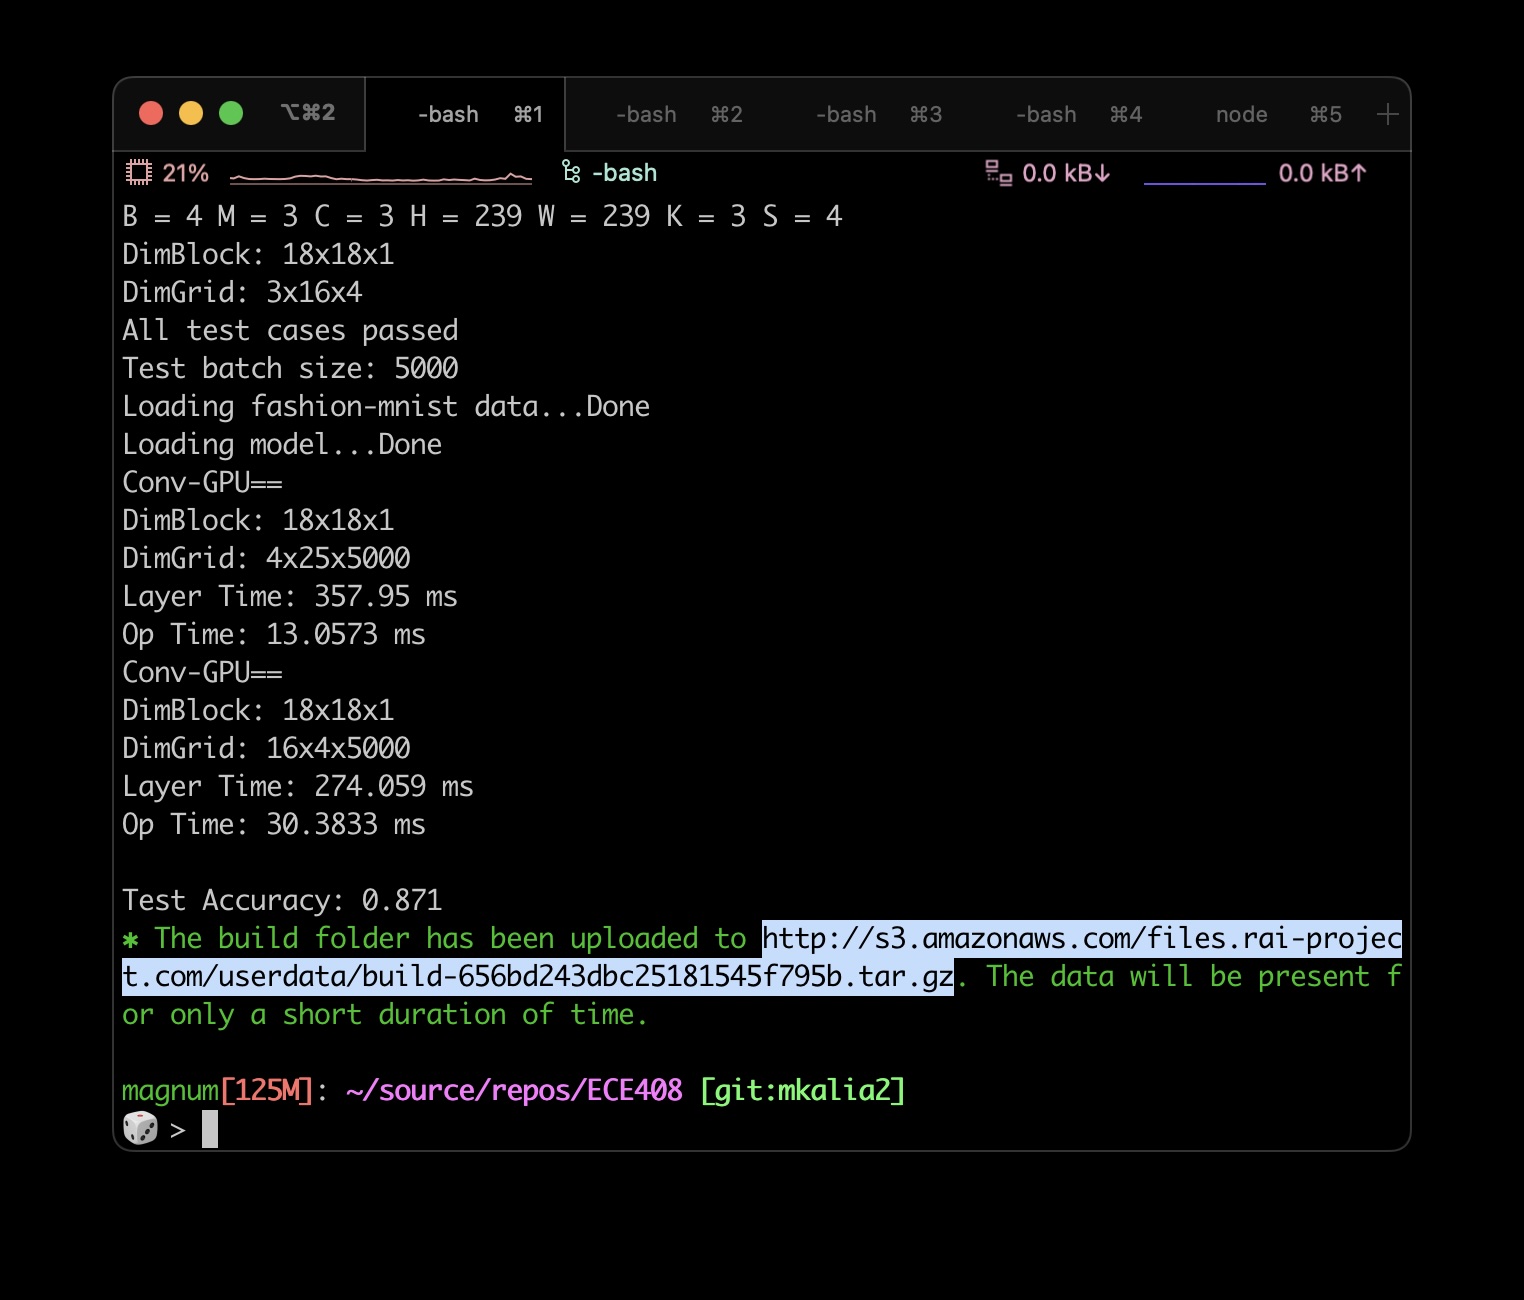 ⌥⌘2 -bash ⌘1 -bash ⌘2 -bash ⌘3 -bash ⌘4 node ⌘5 +
21% -bash 0.0 kB↓ 0.0 kB↑
B = 4 M = 3 C = 3 H = 239 W = 239 K = 3 S = 4
DimBlock: 18x18x1
DimGrid: 3x16x4
All test cases passed
Test batch size: 5000
Loading fashion-mnist data...Done
Loading model...Done
Conv-GPU==
DimBlock: 18x18x1
DimGrid: 4x25x5000
Layer Time: 357.95 ms
Op Time: 13.0573 ms
Conv-GPU==
DimBlock: 18x18x1
DimGrid: 16x4x5000
Layer Time: 274.059 ms
Op Time: 30.3833 ms
Test Accuracy: 0.871
✱ The build folder has been uploaded to http://s3.amazonaws.com/files.rai-projec
t.com/userdata/build-656bd243dbc25181545f795b.tar.gz. The data will be present f
or only a short duration of time.
magnum[125M]: ~/source/repos/ECE408 [git:mkalia2]
🎲 >